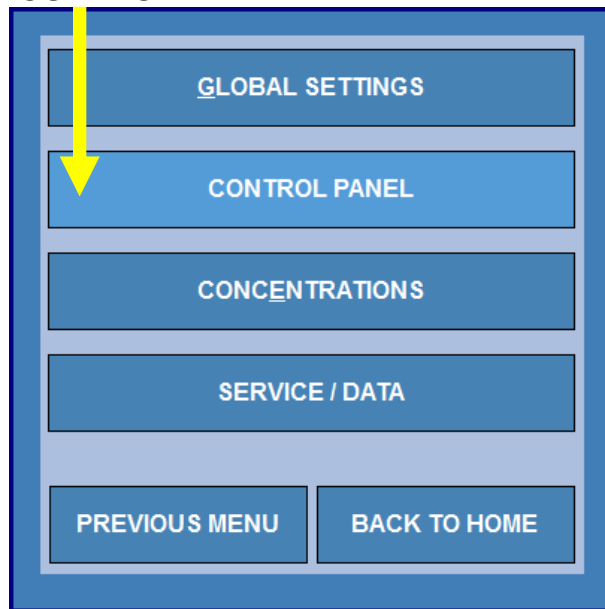 GLOBAL SETTINGS
CONTROL PANEL
CONCENTRATIONS
SERVICE / DATA
PREVIOUS MENU
BACK TO HOME